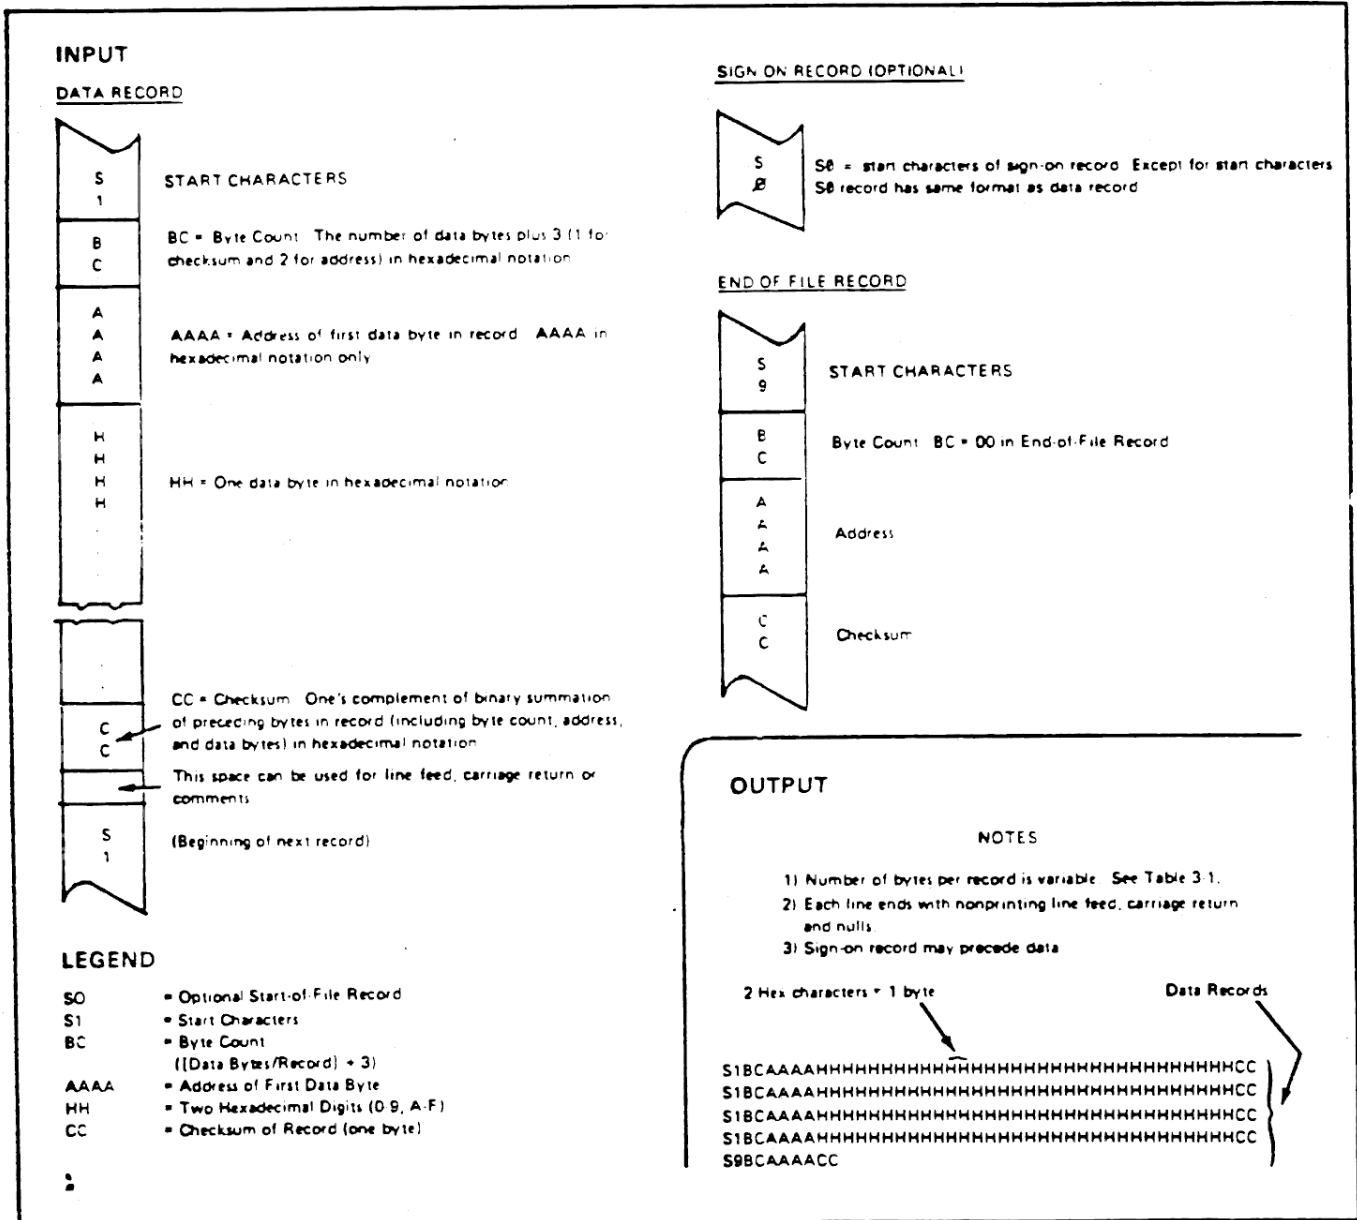 INPUT
DATA RECORD
S
1
START CHARACTERS
B
C
BC = Byte Count The number of data bytes plus 3 (1 for
checksum and 2 for address) in hexadecimal notation
A
A
A
A
AAAA = Address of first data byte in record AAAA in
hexadecimal notation only
H
H
H
H
HH = One data byte in hexadecimal notation
C
C
CC = Checksum One's complement of binary summation
of preceding bytes in record (including byte count, address,
and data bytes) in hexadecimal notation
This space can be used for line feed, carriage return or
comments
S
1
(Beginning of next record)
LEGEND
S0 = Optional Start-of-File Record
S1 = Start Characters
BC = Byte Count
([Data Bytes/Record] + 3)
AAAA = Address of First Data Byte
HH = Two Hexadecimal Digits (0-9, A-F)
CC = Checksum of Record (one byte)
SIGN ON RECORD (OPTIONAL)
S
Ø
SØ = start characters of sign-on record Except for start characters
SØ record has same format as data record
END OF FILE RECORD
S
9
START CHARACTERS
B
C
Byte Count BC = 00 in End-of-File Record
A
A
A
A
Address
C
C
Checksum
OUTPUT
NOTES
1) Number of bytes per record is variable. See Table 3-1.
2) Each line ends with nonprinting line feed, carriage return
and nulls
3) Sign-on record may precede data
2 Hex characters = 1 byte
Data Records
S1BCAAAAHHHHHHHHHHHHHHHHHHHHHHHHHHHHHHHHCC
S1BCAAAAHHHHHHHHHHHHHHHHHHHHHHHHHHHHHHHHCC
S1BCAAAAHHHHHHHHHHHHHHHHHHHHHHHHHHHHHHHHCC
S1BCAAAAHHHHHHHHHHHHHHHHHHHHHHHHHHHHHHHHCC
S9BCAAAACC